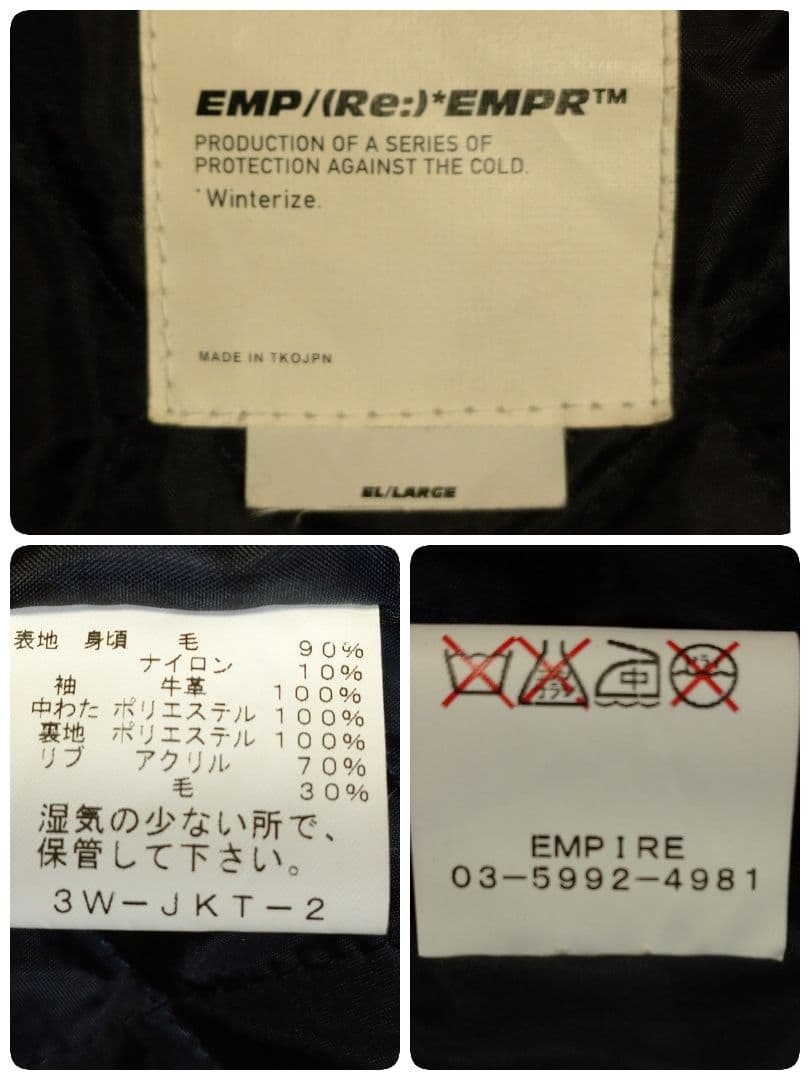 EMP/(Re:)*EMPR™
PRODUCTION OF A SERIES OF
PROTECTION AGAINST THE COLD.
*Winterize.
MADE IN TKOJPN
EL/LARGE
表地 身頃 毛 90%
ナイロン 10%
袖 牛革 100%
中わた ポリエステル 100%
裏地 ポリエステル 100%
リブ アクリル 70%
毛 30%
湿気の少ない所で、
保管して下さい。
3W-JKT-2
中
EMPIRE
03-5992-4981